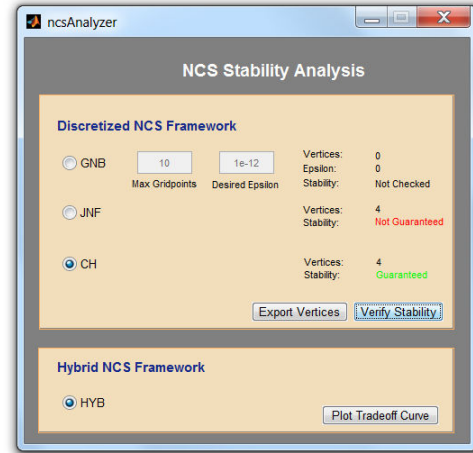 ncsAnalyzer
NCS Stability Analysis
Discretized NCS Framework
GNB 10 1e-12 Vertices: 0
Epsilon: 0
Max Gridpoints Desired Epsilon Stability: Not Checked
JNF Vertices: 4
Stability: Not Guaranteed
CH Vertices: 4
Stability: Guaranteed
Export Vertices Verify Stability
Hybrid NCS Framework
HYB
Plot Tradeoff Curve